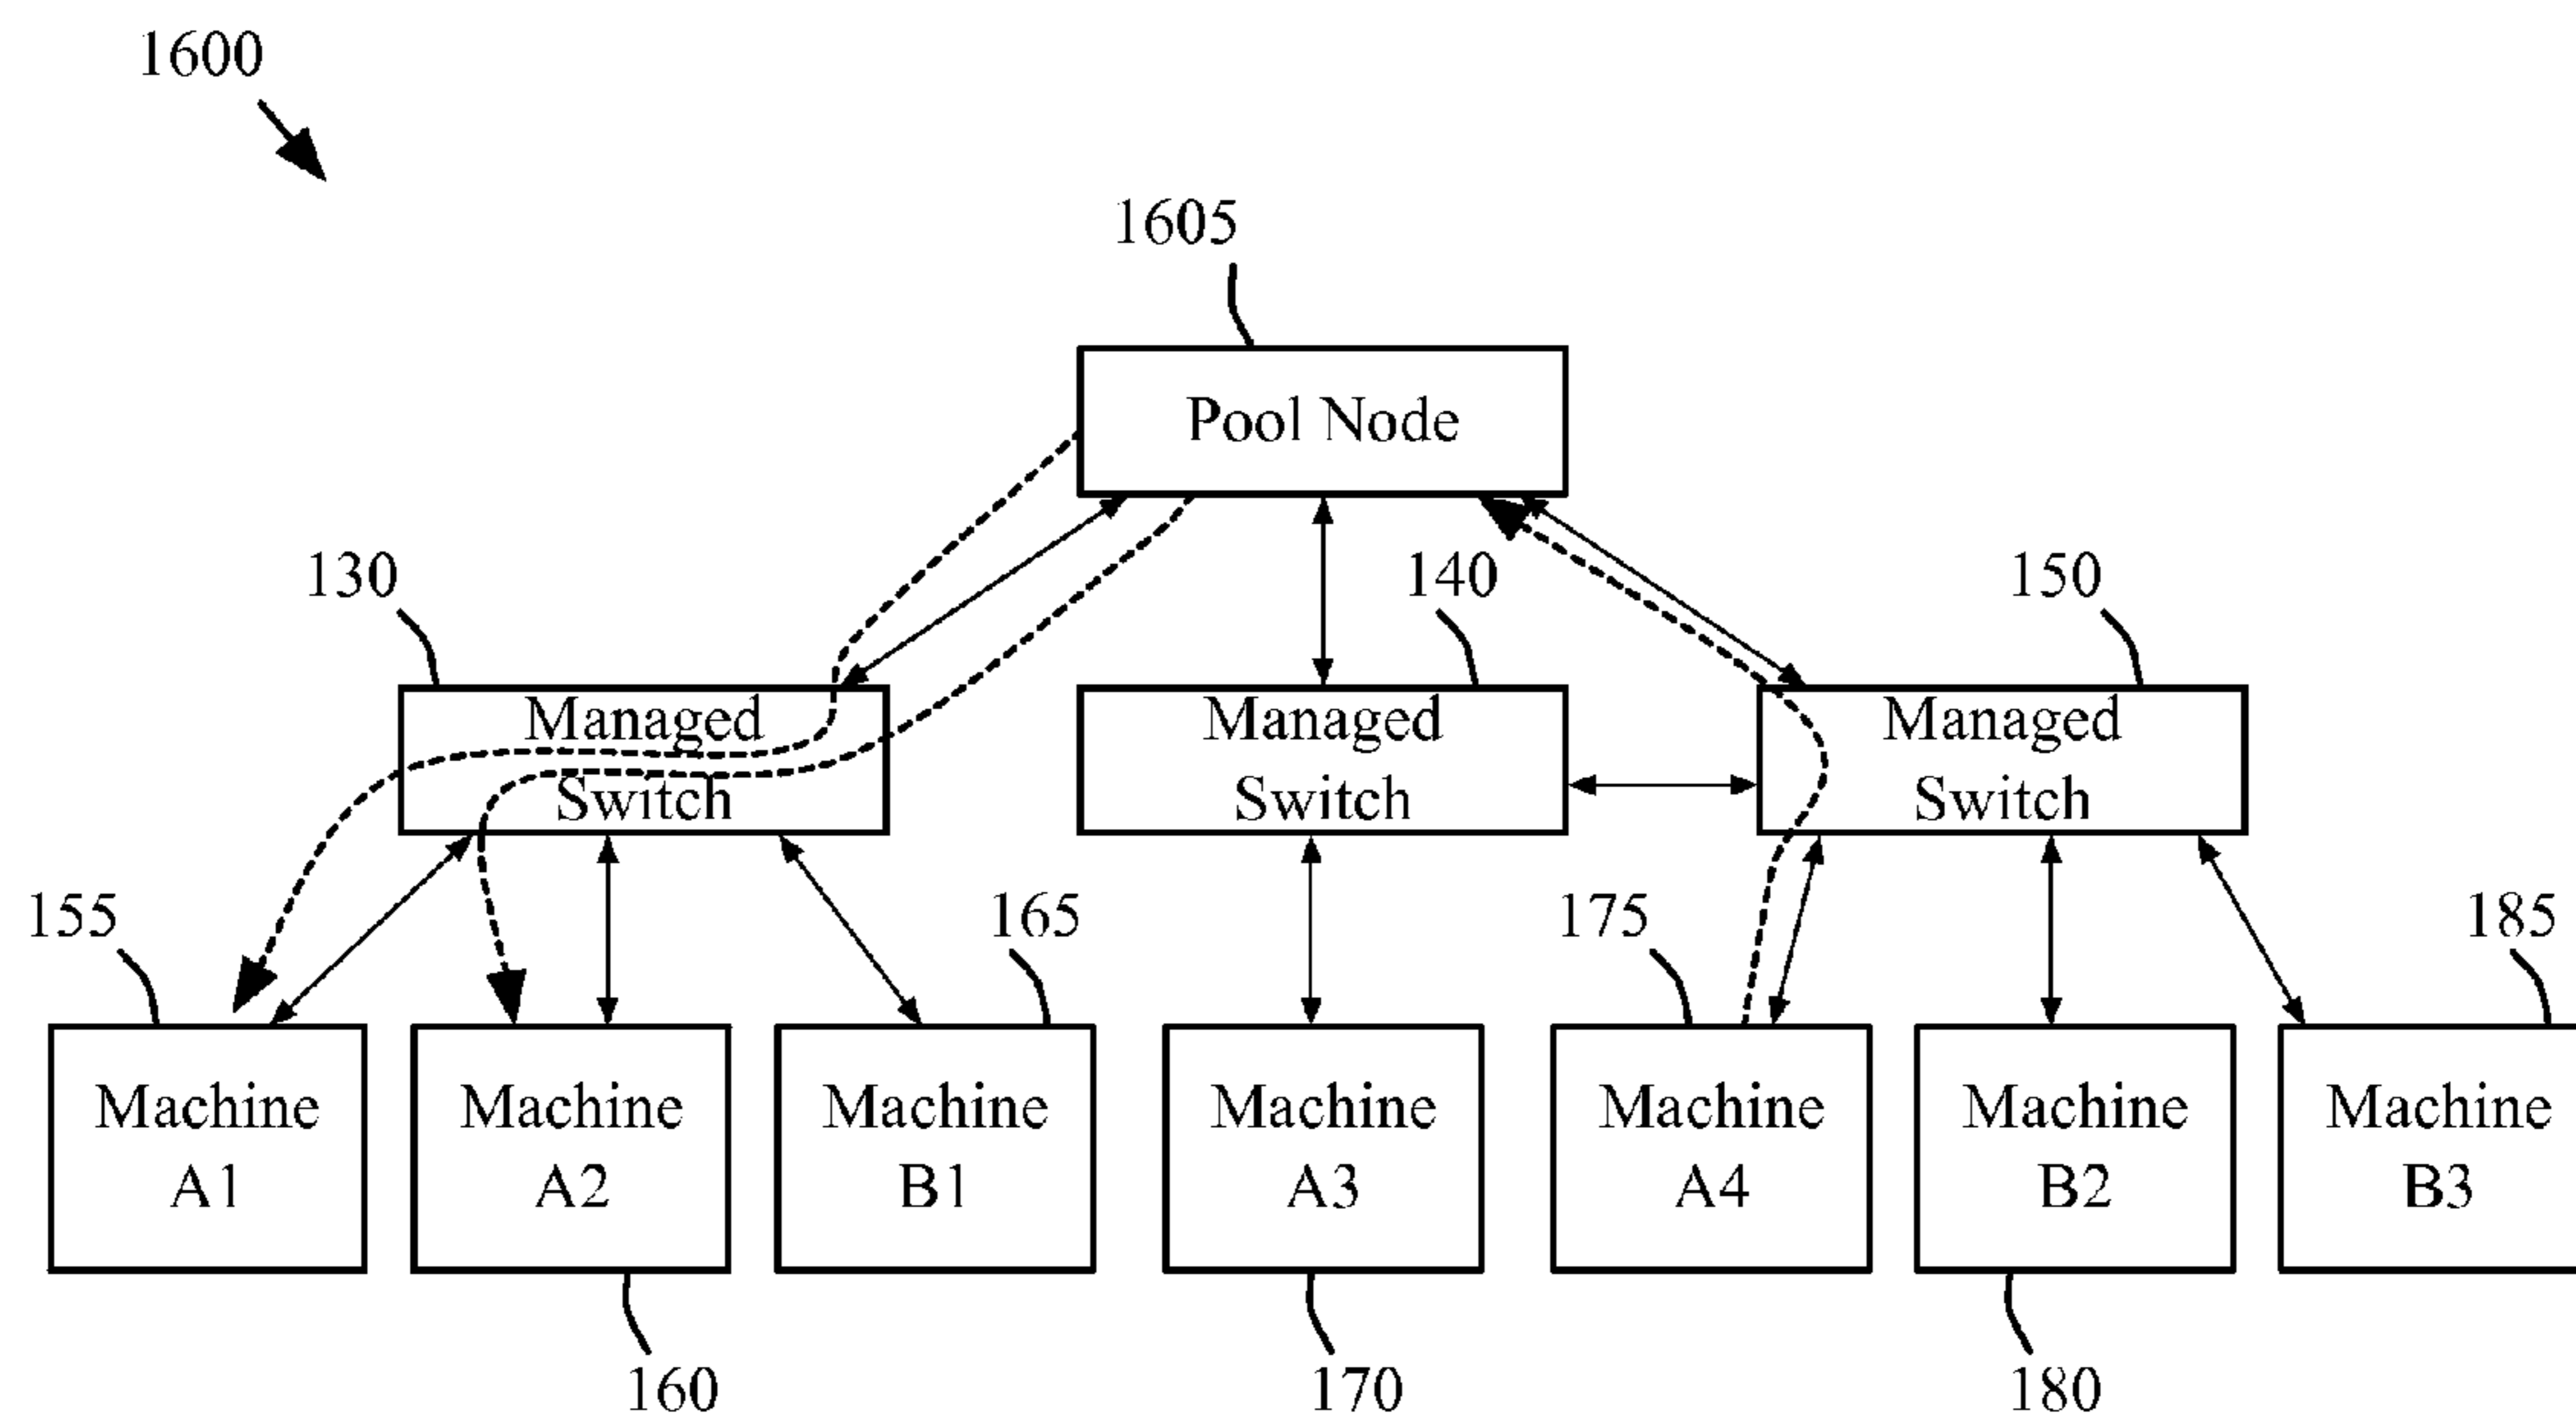 1600
1605
Pool Node
130
140
150
Managed
Switch
Managed
Switch
Managed
Switch
155
165
175
185
Machine
A1
Machine
A2
Machine
B1
Machine
A3
Machine
A4
Machine
B2
Machine
B3
160
170
180